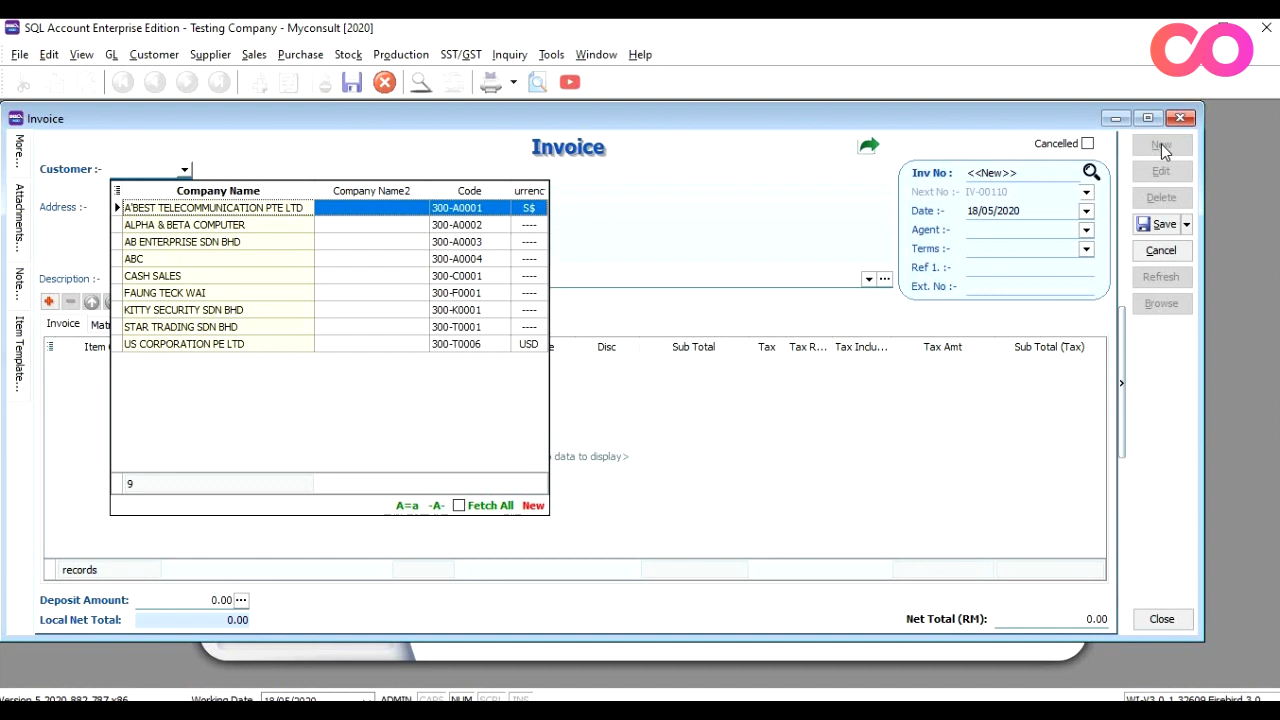 SQL Account Enterprise Edition - Testing Company - Myconsult [2020]
File Edit View GL Customer Supplier Sales Purchase Stock Production SST/GST Inquiry Tools Window Help
Invoice
More...
Attachments...
Note...
Item Template...
Invoice
Cancelled
Customer :-
Address :-
Description :-
Inv No : <<New>>
Next No :- IV-00110
Date :- 18/05/2020
Agent :-
Terms :-
Ref 1. :-
Ext. No :-
New
Edit
Delete
Save
Cancel
Refresh
Browse
Company Name Company Name2 Code urrenc
A'BEST TELECOMMUNICATION PTE LTD 300-A0001 S$
ALPHA & BETA COMPUTER 300-A0002 ----
AB ENTERPRISE SDN BHD 300-A0003 ----
ABC 300-A0004 ----
CASH SALES 300-C0001 ----
FAUNG TECK WAI 300-F0001 ----
KITTY SECURITY SDN BHD 300-K0001 ----
STAR TRADING SDN BHD 300-T0001 ----
US CORPORATION PE LTD 300-T0006 USD
9
A=a -A- Fetch All New
Invoice Mat
Item Disc Sub Total Tax Tax R... Tax Inclu... Tax Amt Sub Total (Tax)
data to display>
records
Deposit Amount: 0.00
Local Net Total: 0.00
Net Total (RM): 0.00
Close
Version 5.2020.882.787 x86 Working Date 18/05/2020 ADMIN CAPS NUM SCRL INS WI-V3.0.1.32609 Firebird 3.0